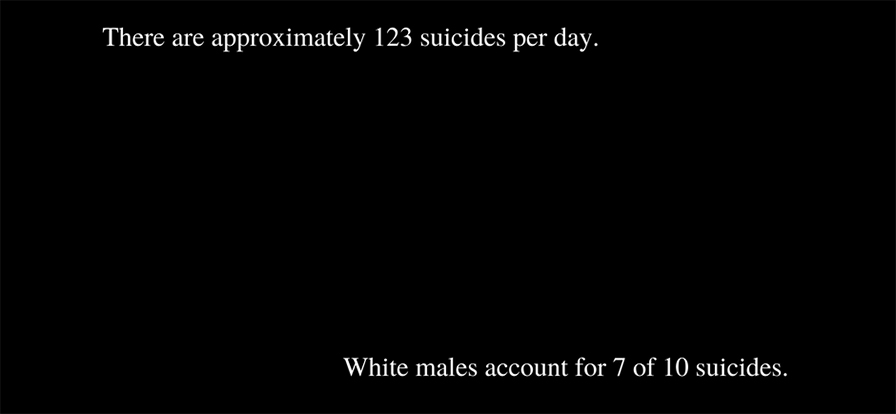 There are approximately 123 suicides per day.
White males account for 7 of 10 suicides.